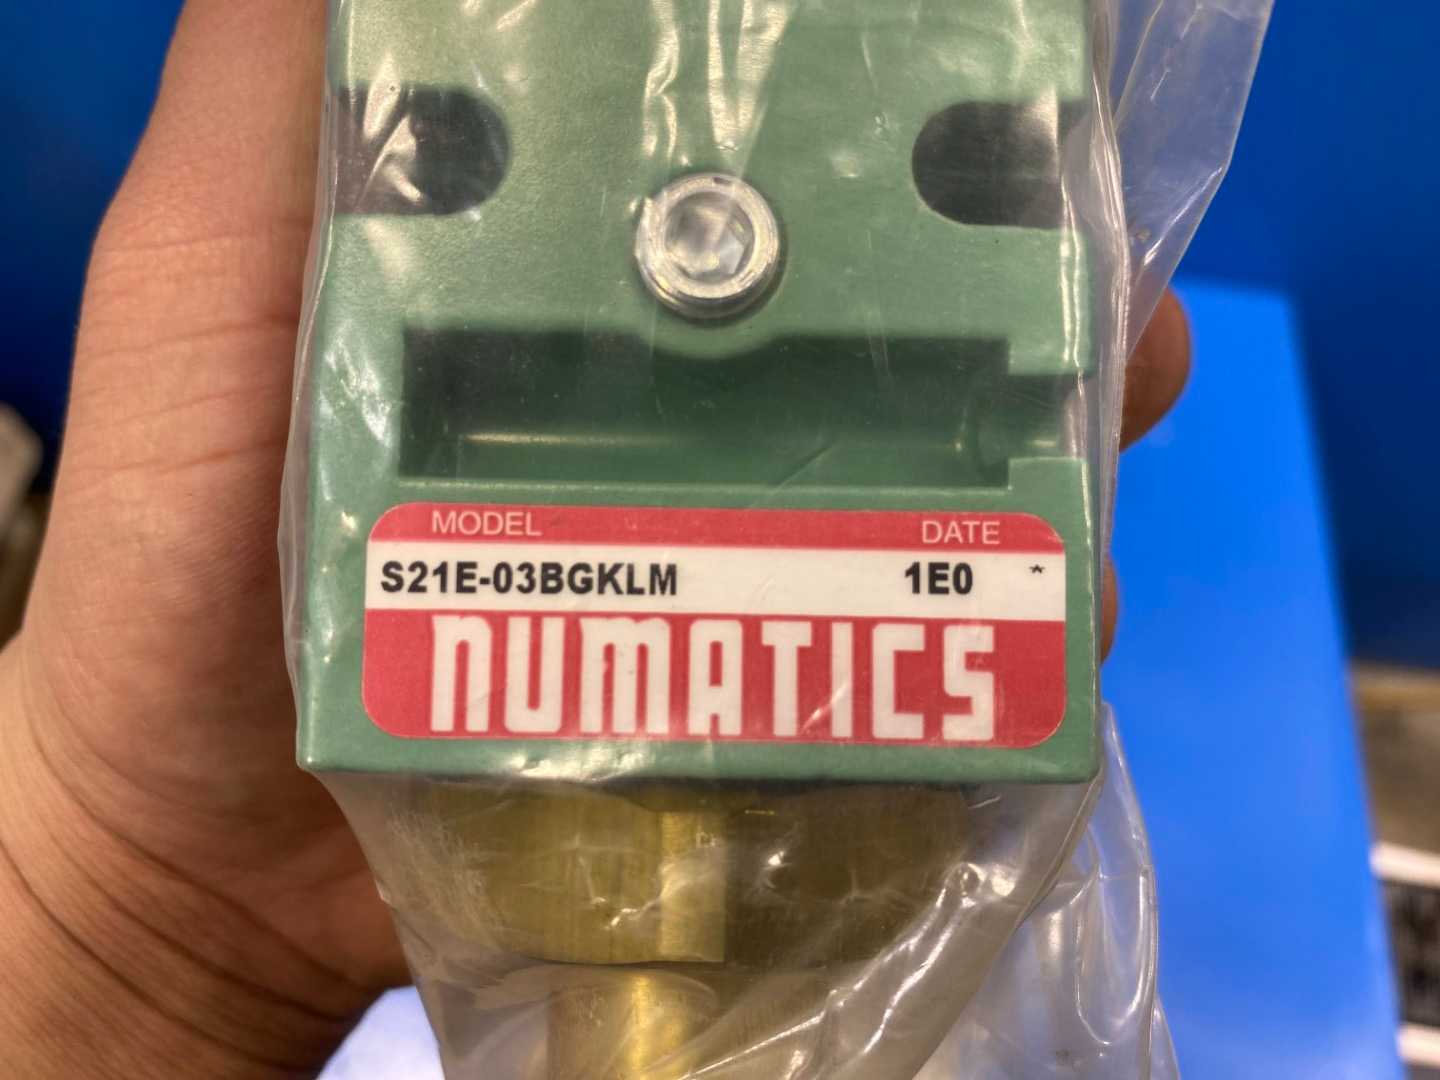 MODEL DATE
S21E-03BGKLM 1E0 *
NUMATICS